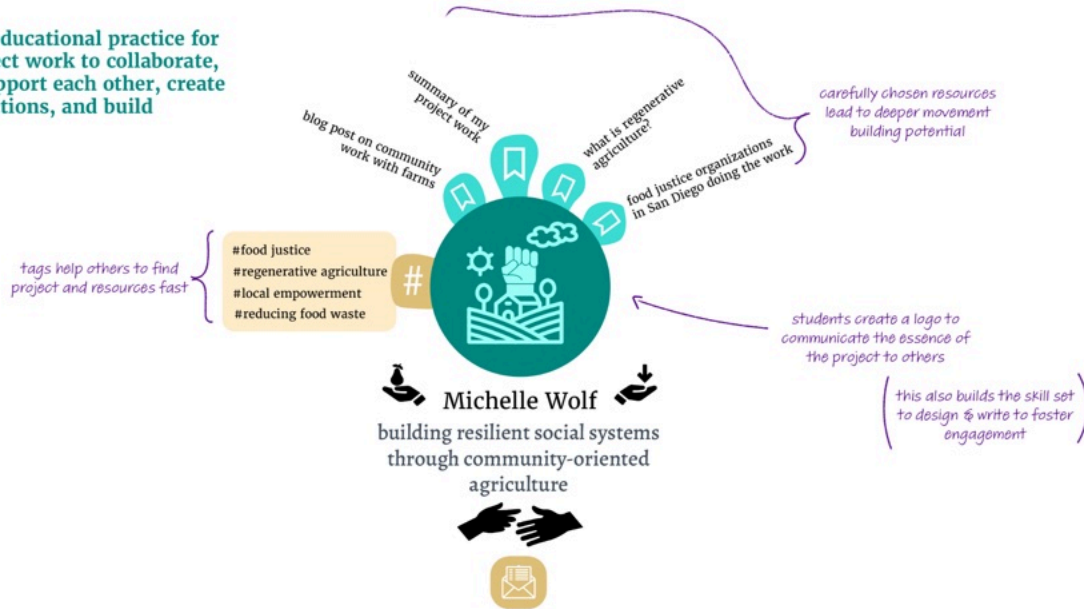 ducational practice for
ect work to collaborate,
pport each other, create
tions, and build
summary of my
project work
blog post on community
work with farms
what is regenerative
agriculture?
food justice organizations
in San Diego doing the work
carefully chosen resources
lead to deeper movement
building potential
tags help others to find
project and resources fast
#food justice
#regenerative agriculture
#local empowerment
#reducing food waste
#
students create a logo to
communicate the essence of
the project to others
this also builds the skill set
to design & write to foster
engagement
Michelle Wolf
building resilient social systems
through community-oriented
agriculture